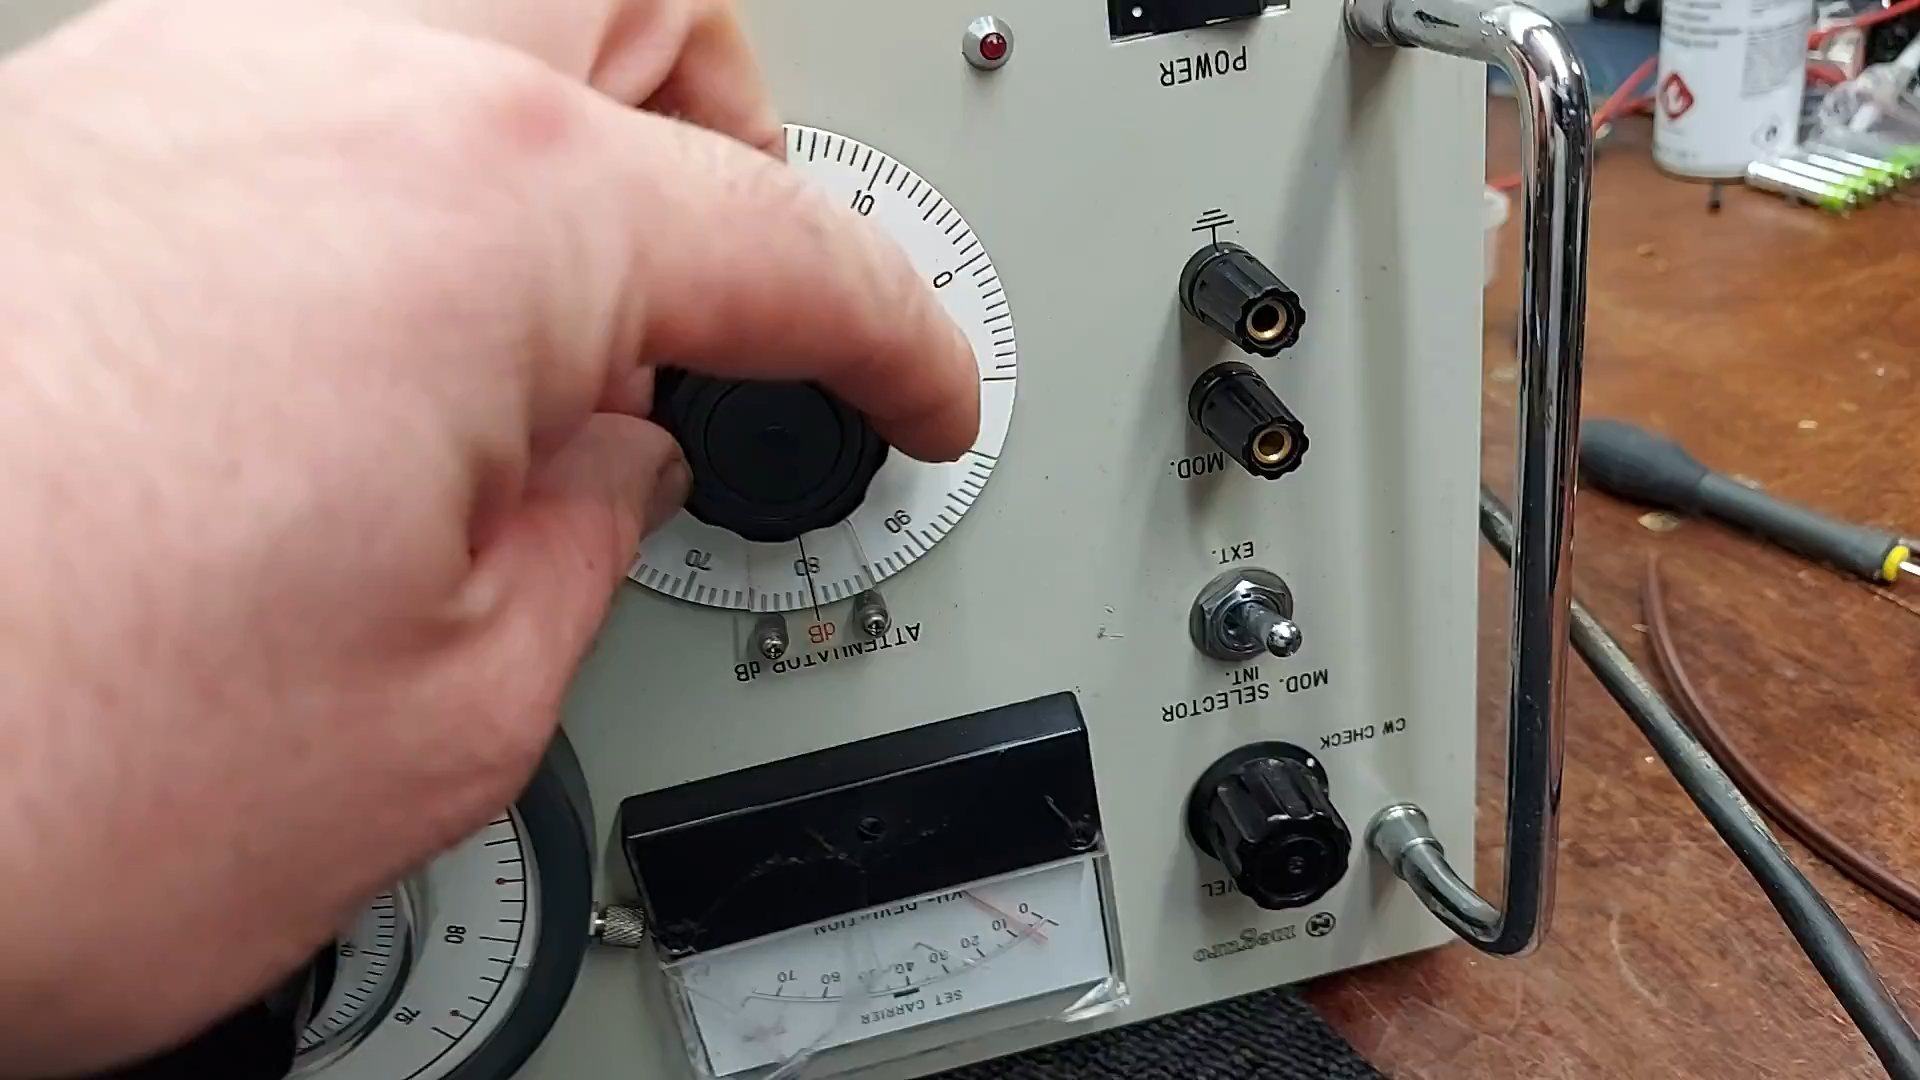 POWER
10
0
MOD.
90
80
70
dB
ATTENUATOR dB
EXT.
INT.
MOD. SELECTOR
CW CHECK
meguro
0
10
20
30
40
60
70
SET CARRIER
80
75